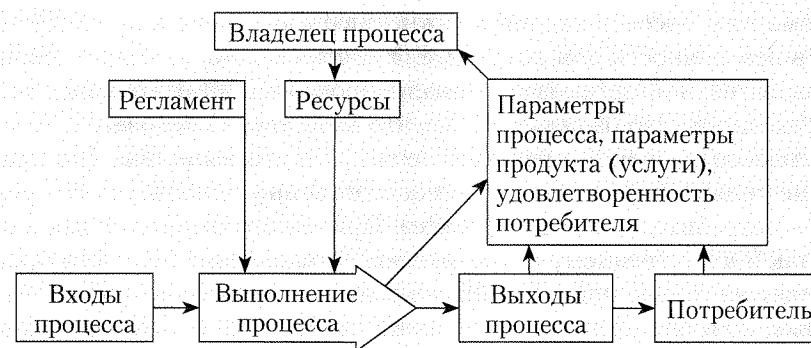 Владелец процесса
Регламент
Ресурсы
Параметры
процесса, параметры
продукта (услуги),
удовлетворенность
потребителя
Входы
процесса
Выполнение
процесса
Выходы
процесса
Потребитель